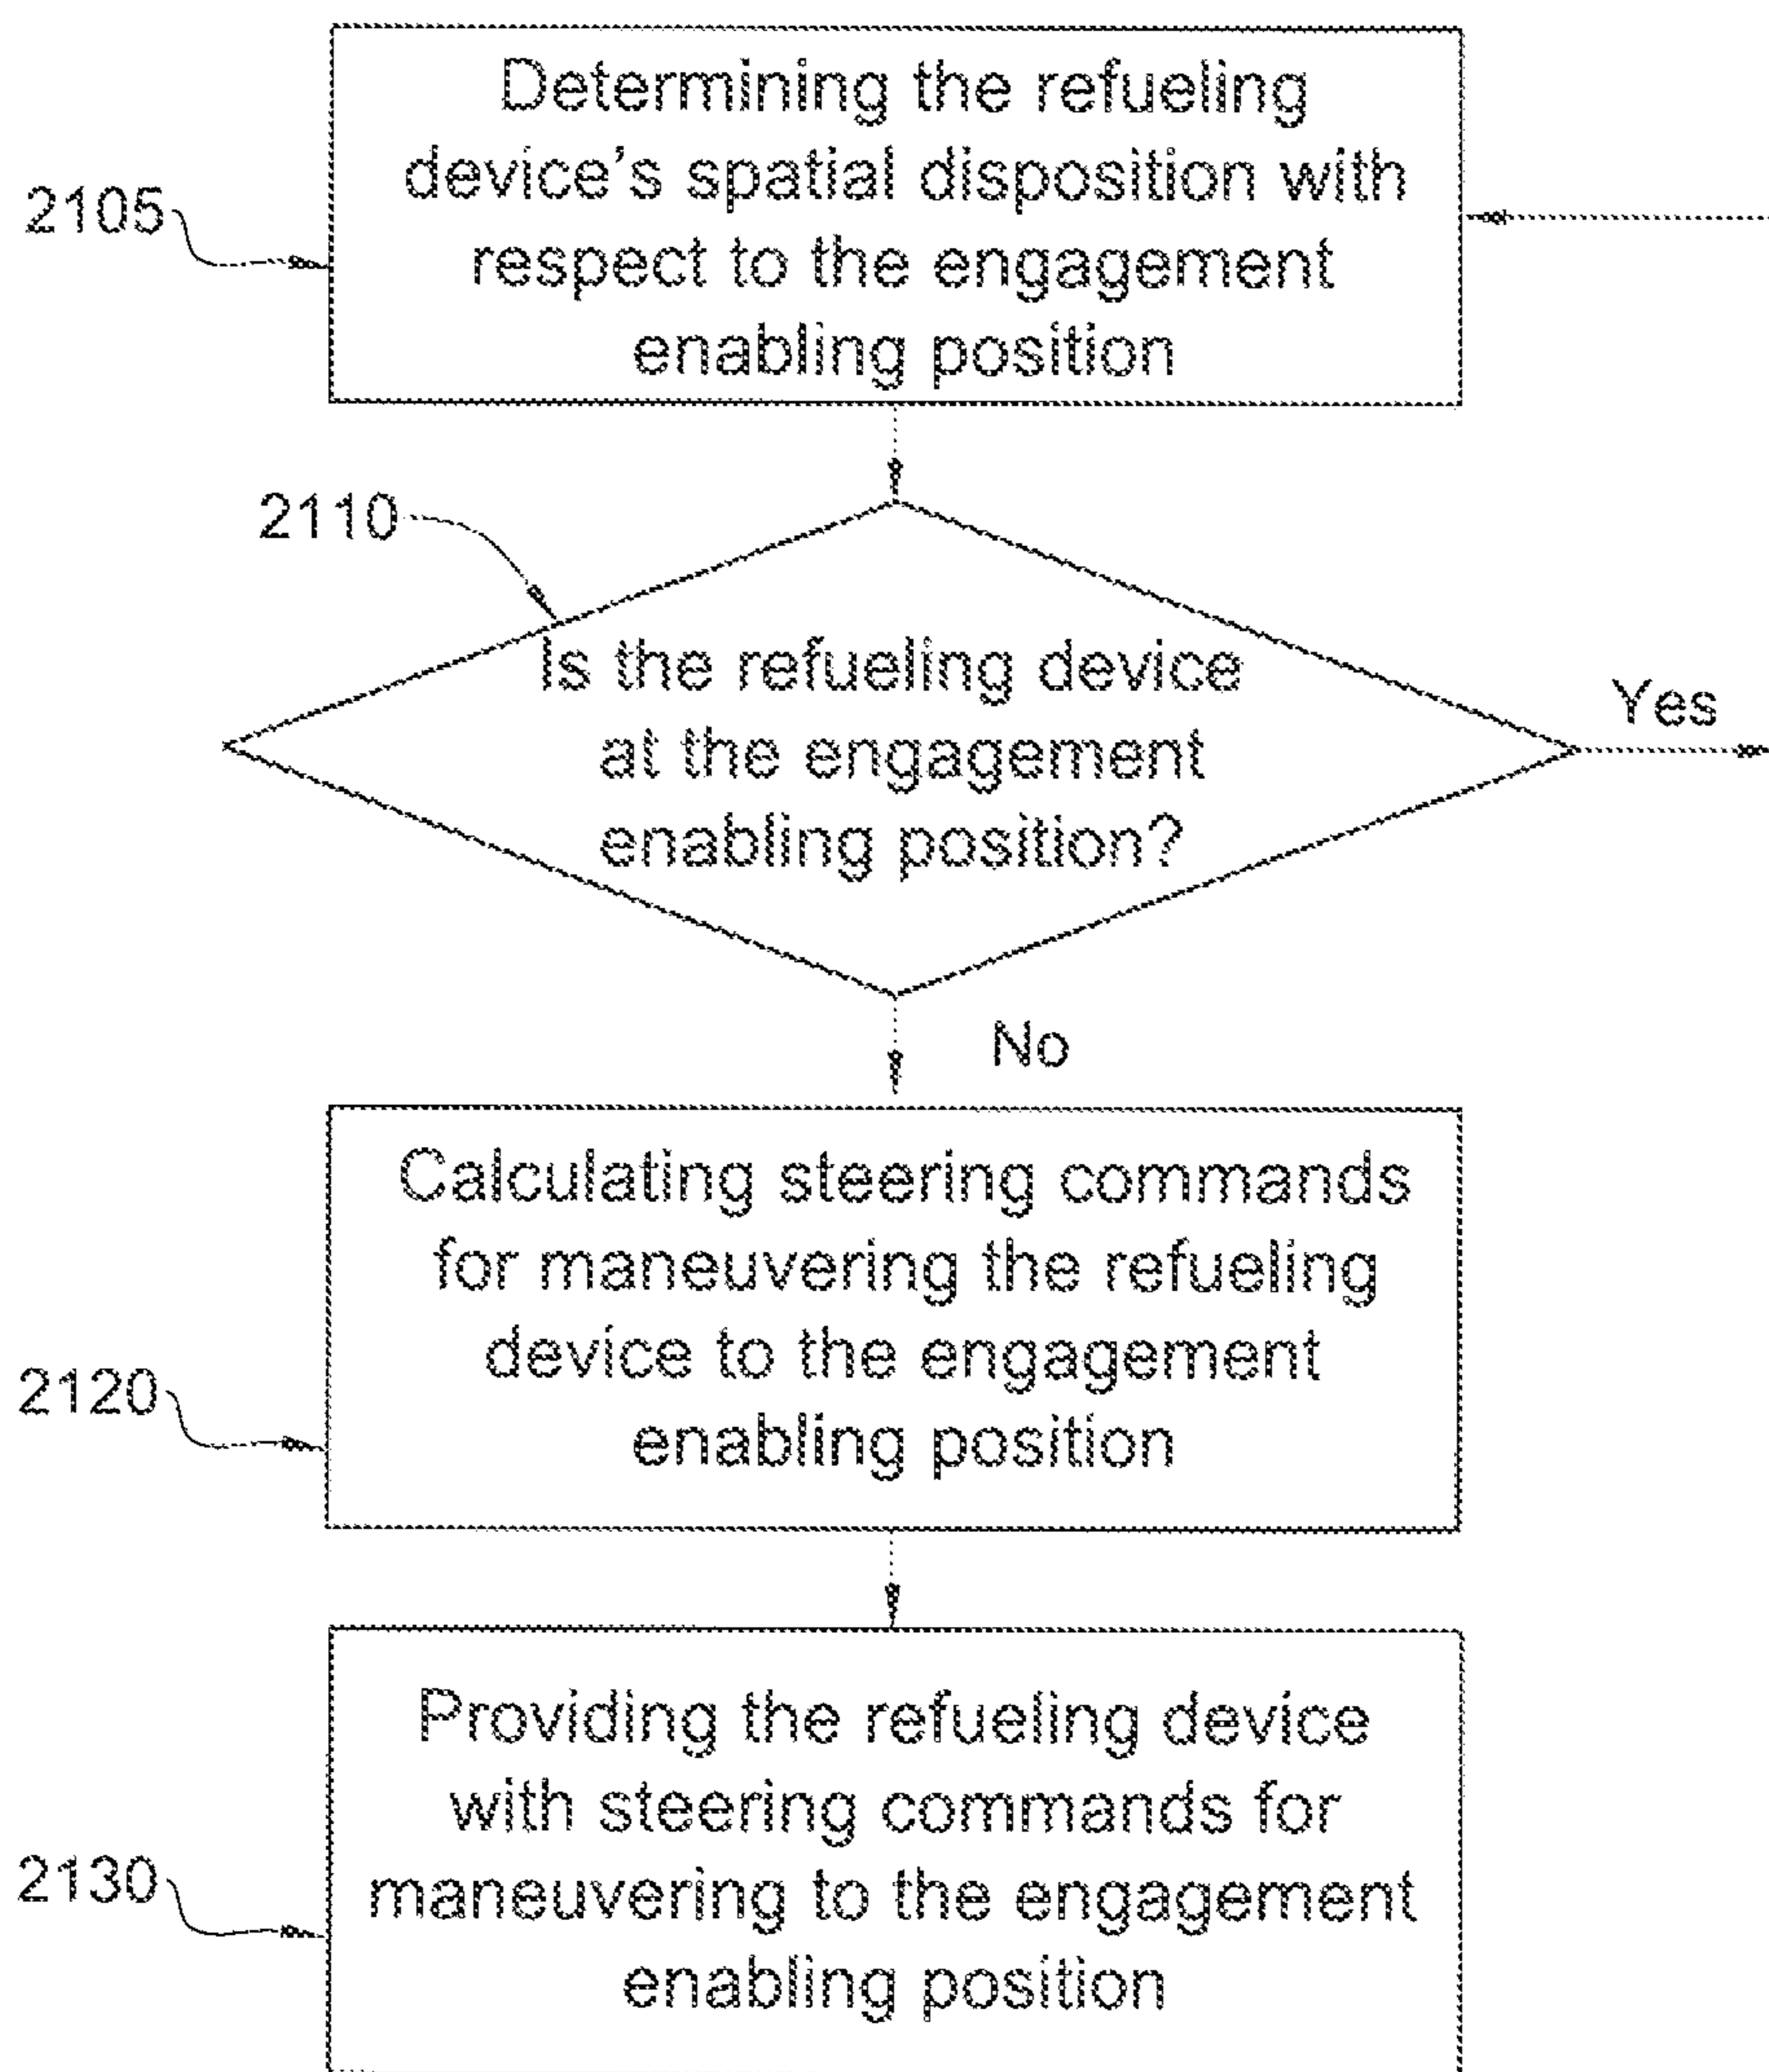 Determining the refueling
device's spatial disposition with
respect to the engagement
enabling position
2105
2110
Is the refueling device
at the engagement
enabling position?
Yes
No
Calculating steering commands
for maneuvering the refueling
device to the engagement
enabling position
2120
Providing the refueling device
with steering commands for
maneuvering to the engagement
enabling position
2130